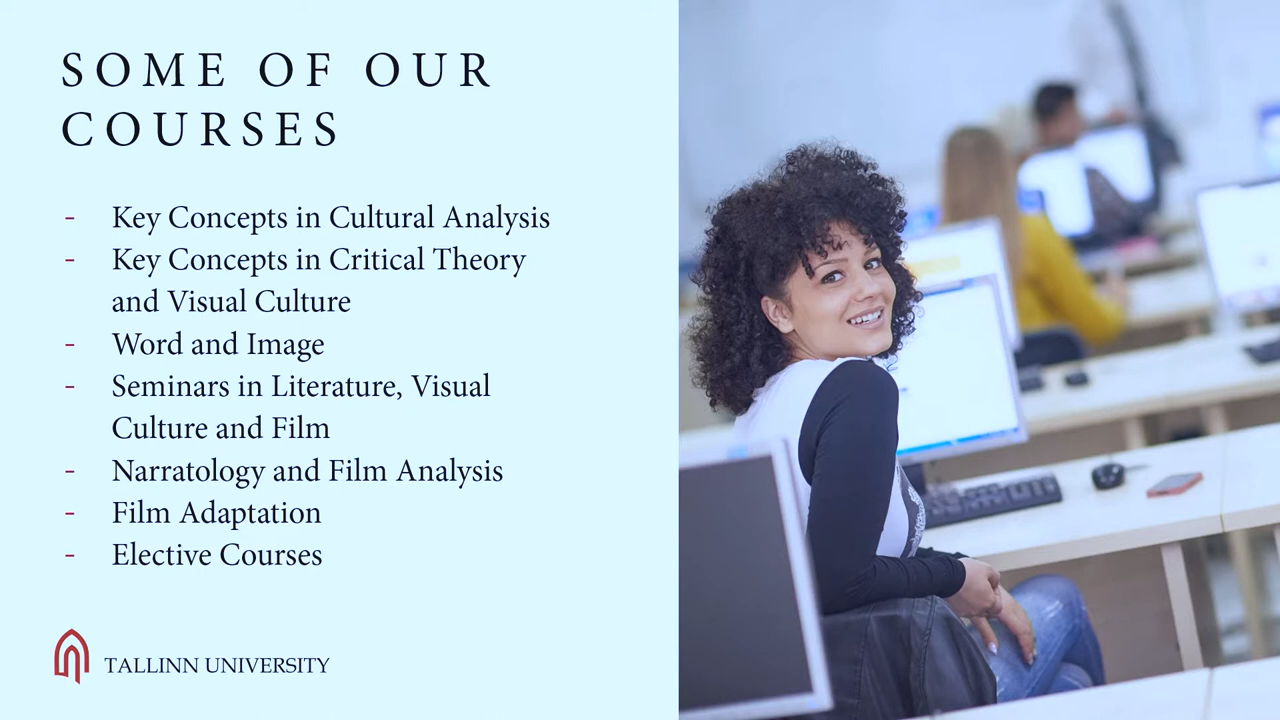 SOME OF OUR
COURSES
- Key Concepts in Cultural Analysis
- Key Concepts in Critical Theory
and Visual Culture
- Word and Image
- Seminars in Literature, Visual
Culture and Film
- Narratology and Film Analysis
- Film Adaptation
- Elective Courses
TALLINN UNIVERSITY